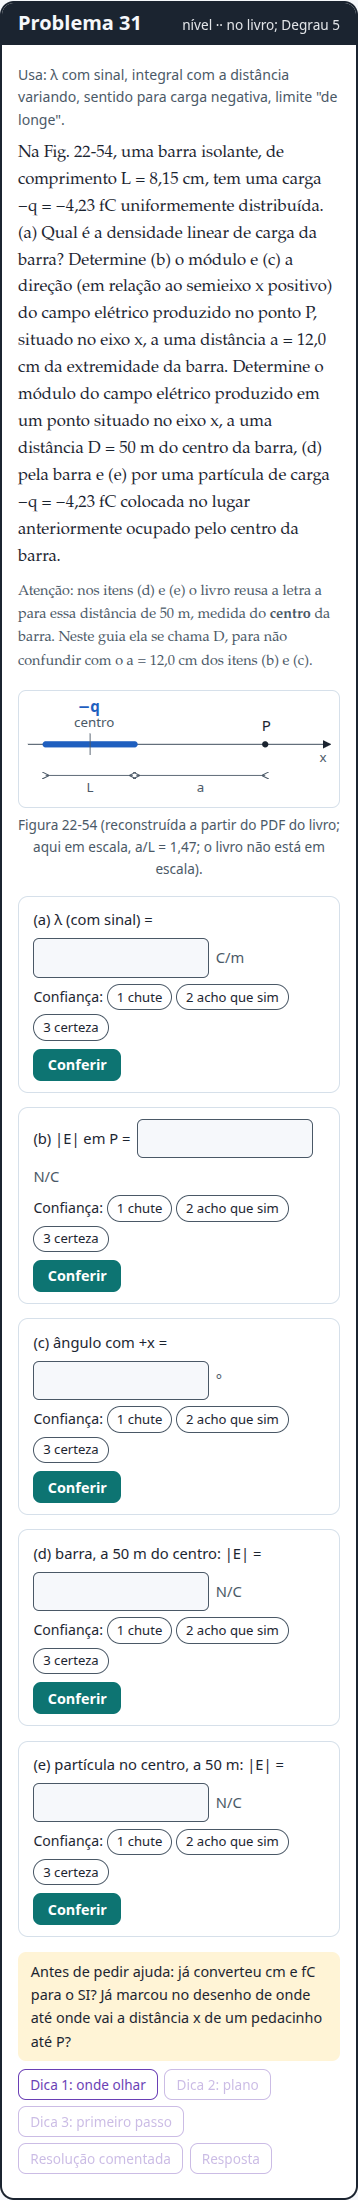 Problema 31
nível ·· no livro; Degrau 5
Usa: λ com sinal, integral com a distância
variando, sentido para carga negativa, limite "de
longe".
Na Fig. 22-54, uma barra isolante, de
comprimento L = 8,15 cm, tem uma carga
−q = −4,23 fC uniformemente distribuída.
(a) Qual é a densidade linear de carga da
barra? Determine (b) o módulo e (c) a
direção (em relação ao semieixo x positivo)
do campo elétrico produzido no ponto P,
situado no eixo x, a uma distância a = 12,0
cm da extremidade da barra. Determine o
módulo do campo elétrico produzido em
um ponto situado no eixo x, a uma
distância D = 50 m do centro da barra, (d)
pela barra e (e) por uma partícula de carga
−q = −4,23 fC colocada no lugar
anteriormente ocupado pelo centro da
barra.
Atenção: nos itens (d) e (e) o livro reusa a letra a
para essa distância de 50 m, medida do centro da
barra. Neste guia ela se chama D, para não
confundir com o a = 12,0 cm dos itens (b) e (c).
−q
centro
P
x
L
a
Figura 22-54 (reconstruída a partir do PDF do livro;
aqui em escala, a/L = 1,47; o livro não está em
escala).
(a) λ (com sinal) =
C/m
Confiança: 1 chute 2 acho que sim
3 certeza
Conferir
(b) |E| em P =
N/C
Confiança: 1 chute 2 acho que sim
3 certeza
Conferir
(c) ângulo com +x =
°
Confiança: 1 chute 2 acho que sim
3 certeza
Conferir
(d) barra, a 50 m do centro: |E| =
N/C
Confiança: 1 chute 2 acho que sim
3 certeza
Conferir
(e) partícula no centro, a 50 m: |E| =
N/C
Confiança: 1 chute 2 acho que sim
3 certeza
Conferir
Antes de pedir ajuda: já converteu cm e fC
para o SI? Já marcou no desenho de onde
até onde vai a distância x de um pedacinho
até P?
Dica 1: onde olhar Dica 2: plano
Dica 3: primeiro passo
Resolução comentada Resposta